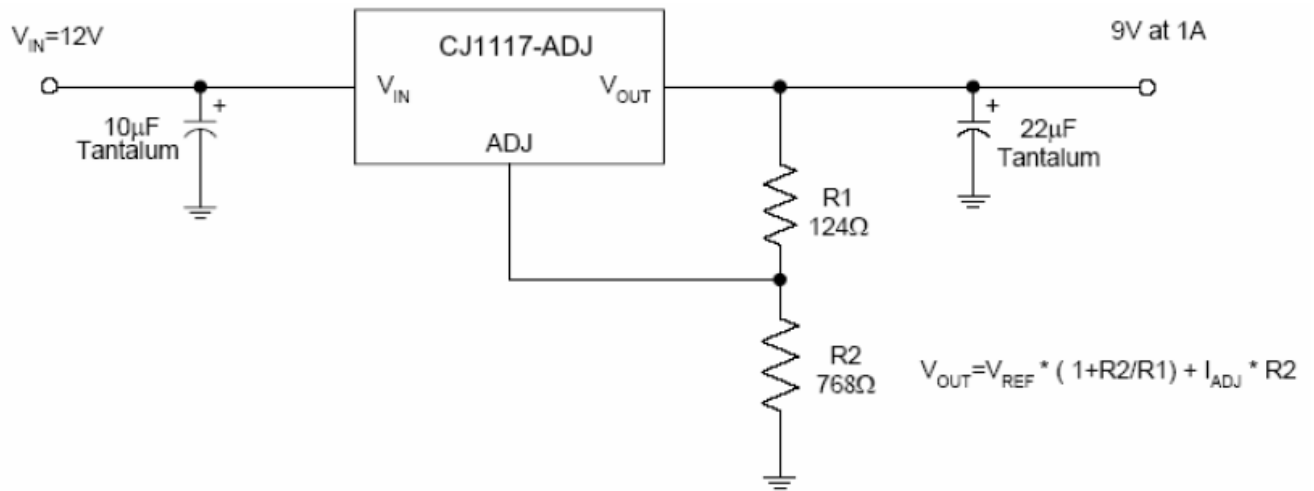 V_IN=12V
CJ1117-ADJ
9V at 1A
V_IN
V_OUT
ADJ
+
10μF
Tantalum
+
22μF
Tantalum
R1
124Ω
R2
768Ω
V_OUT=V_REF * ( 1+R2/R1) + I_ADJ * R2